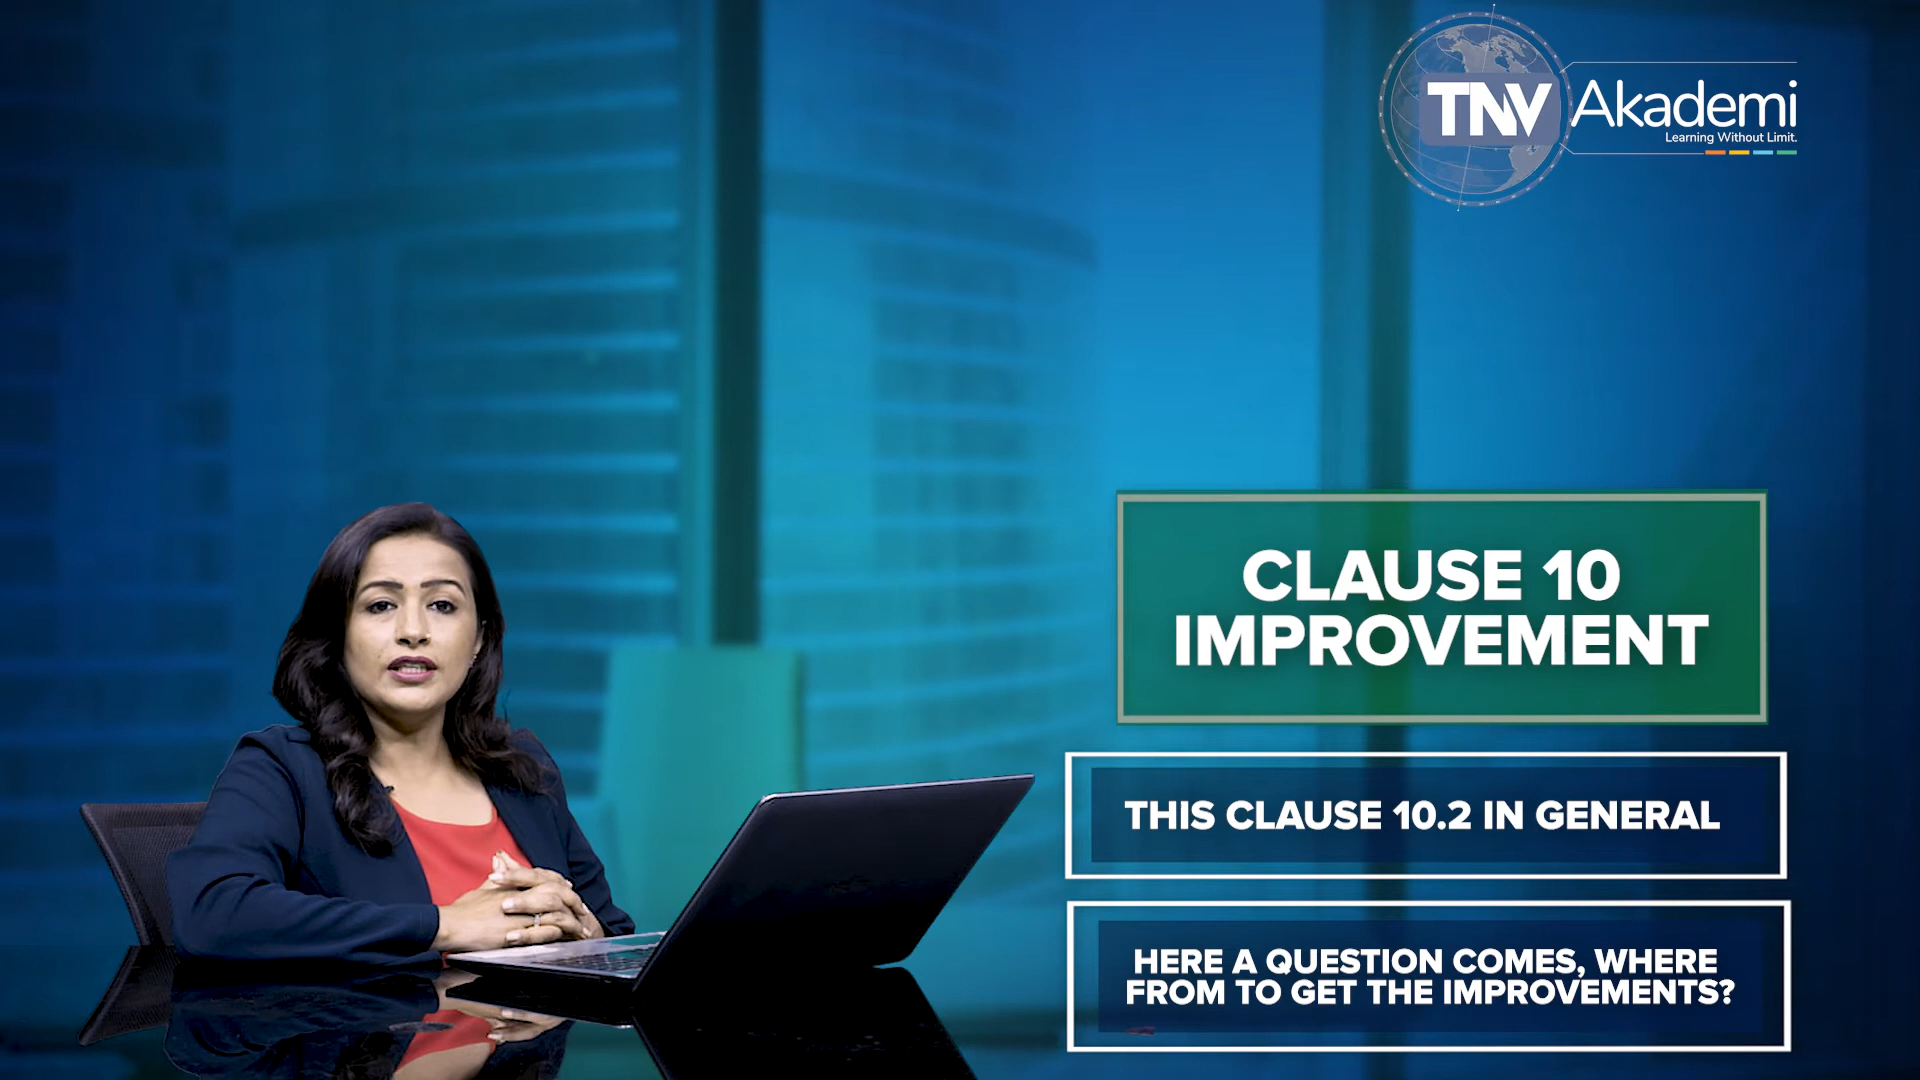 TNV
Akademi
Learning Without Limit.
CLAUSE 10
IMPROVEMENT
THIS CLAUSE 10.2 IN GENERAL
HERE A QUESTION COMES, WHERE
FROM TO GET THE IMPROVEMENTS?